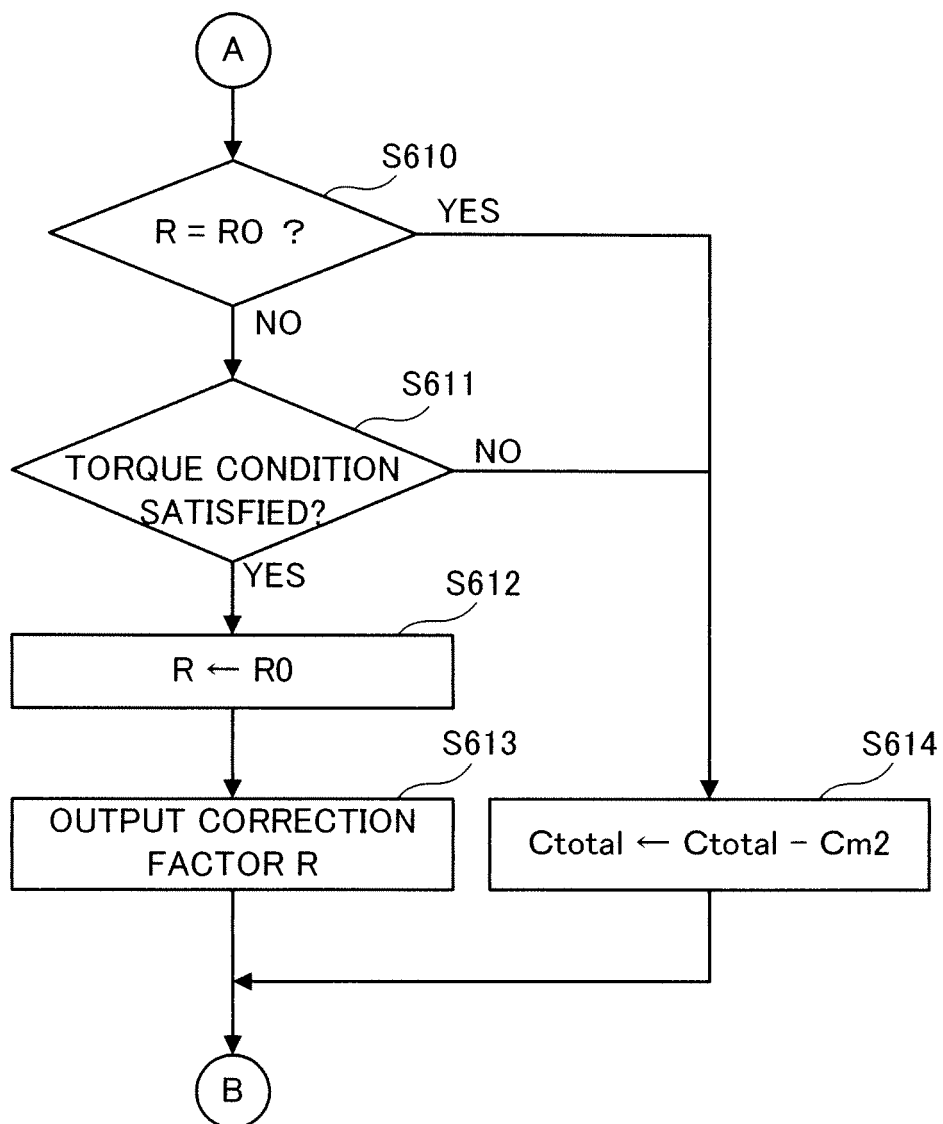 A
S610
R = R0 ?
YES
NO
S611
TORQUE CONDITION
SATISFIED?
NO
YES
S612
R ← R0
S613
OUTPUT CORRECTION
FACTOR R
S614
Ctotal ← Ctotal – Cm2
B